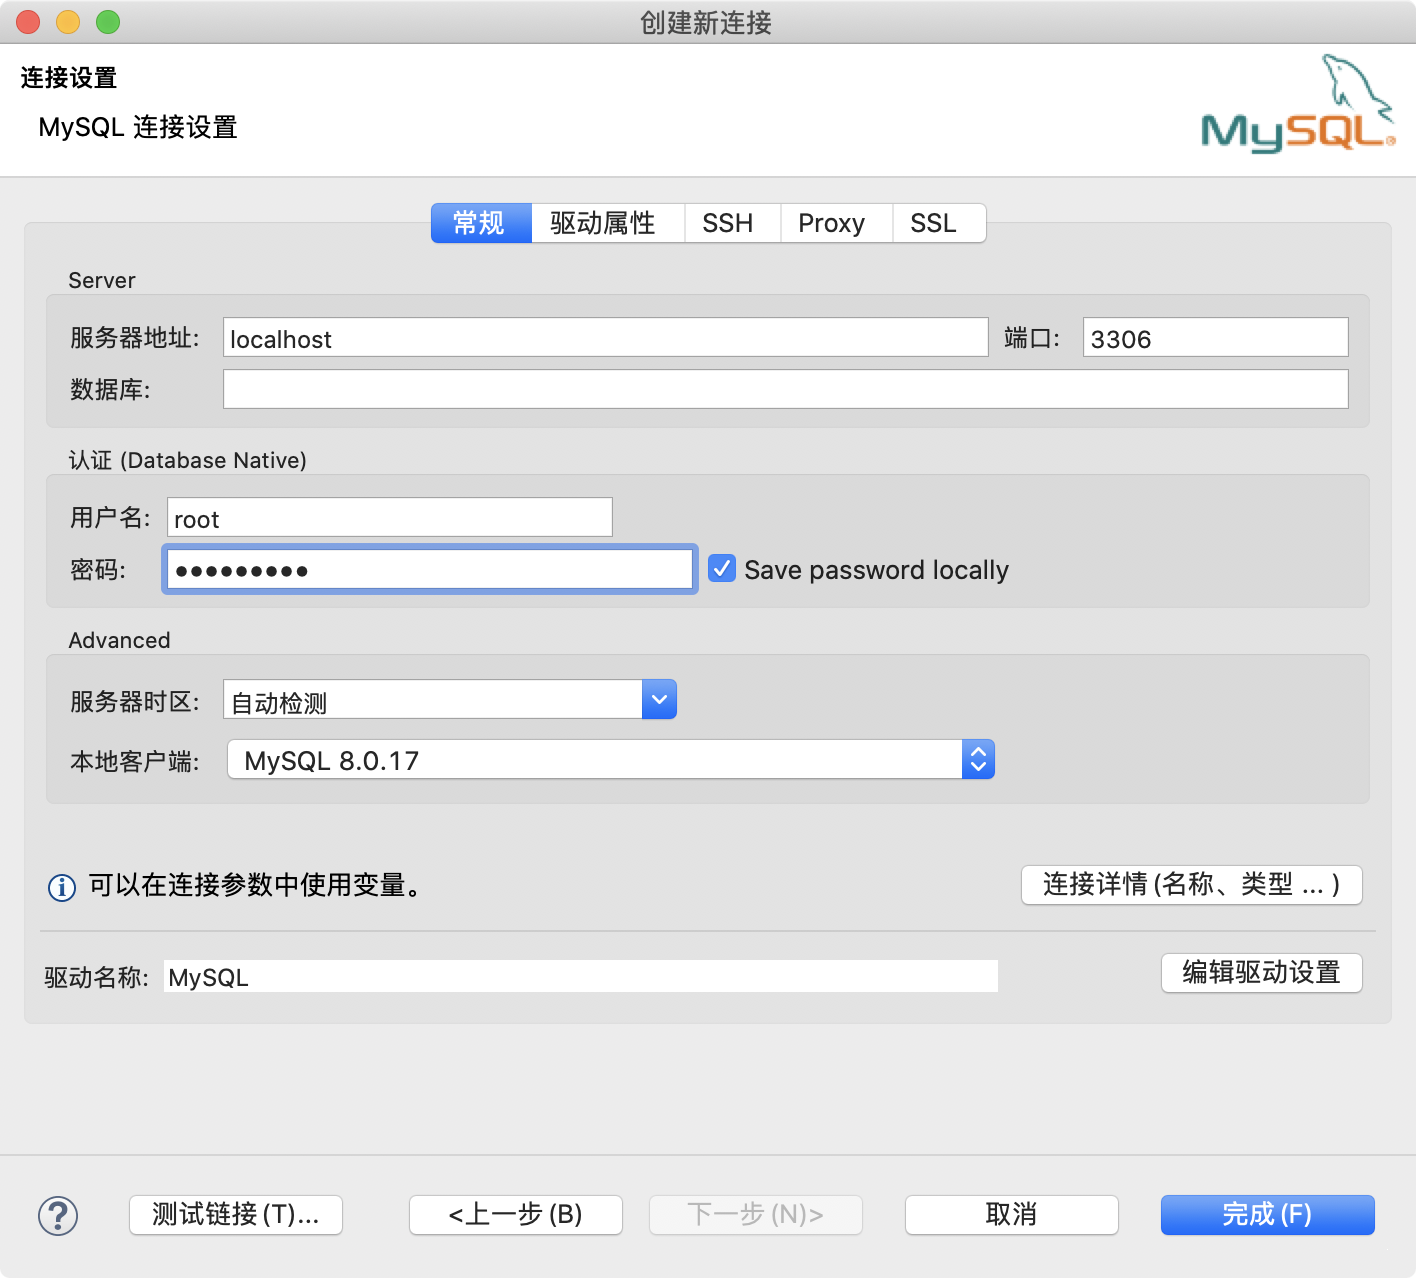 创建新连接
连接设置
MySQL 连接设置
MySQL®
常规 驱动属性 SSH Proxy SSL
Server
服务器地址: localhost 端口: 3306
数据库:
认证 (Database Native)
用户名: root
密码: ●●●●●●●●● Save password locally
Advanced
服务器时区: 自动检测
本地客户端: MySQL 8.0.17
可以在连接参数中使用变量。 连接详情(名称、类型 ... )
驱动名称: MySQL 编辑驱动设置
? 测试链接(T)... <上一步(B) 下一步(N)> 取消 完成(F)